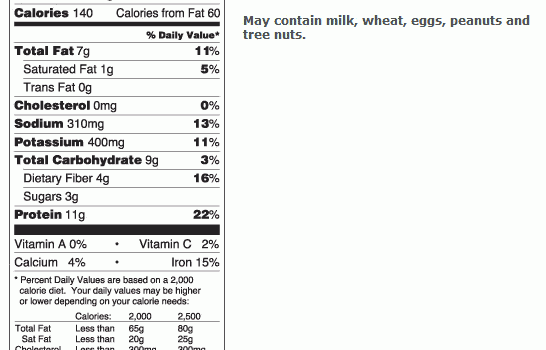 Calories 140 Calories from Fat 60
% Daily Value*
Total Fat 7g 11%
Saturated Fat 1g 5%
Trans Fat 0g
Cholesterol 0mg 0%
Sodium 310mg 13%
Potassium 400mg 11%
Total Carbohydrate 9g 3%
Dietary Fiber 4g 16%
Sugars 3g
Protein 11g 22%
Vitamin A 0% • Vitamin C 2%
Calcium 4% • Iron 15%
* Percent Daily Values are based on a 2,000
calorie diet. Your daily values may be higher
or lower depending on your calorie needs:
Calories: 2,000 2,500
Total Fat Less than 65g 80g
Sat Fat Less than 20g 25g
Cholesterol Less than 300mg 300mg
May contain milk, wheat, eggs, peanuts and
tree nuts.